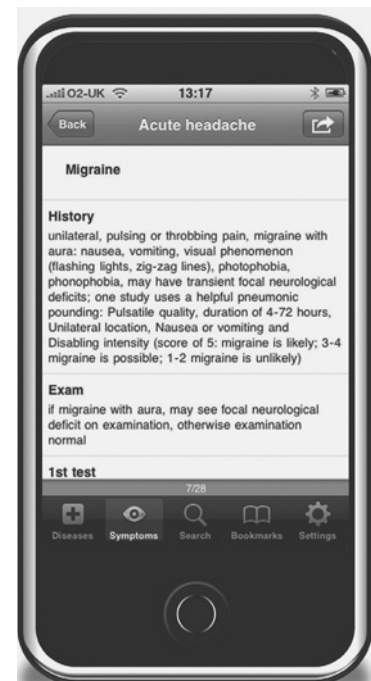 O2-UK 13:17
Back Acute headache
Migraine
History
unilateral, pulsing or throbbing pain, migraine with
aura: nausea, vomiting, visual phenomenon
(flashing lights, zig-zag lines), photophobia,
phonophobia, may have transient focal neurological
deficits; one study uses a helpful pneumonic
pounding: Pulsatile quality, duration of 4-72 hours,
Unilateral location, Nausea or vomiting and
Disabling intensity (score of 5: migraine is likely; 3-4
migraine is possible; 1-2 migraine is unlikely)
Exam
if migraine with aura, may see focal neurological
deficit on examination, otherwise examination
normal
1st test
7/28
Diseases Symptoms Search Bookmarks Settings